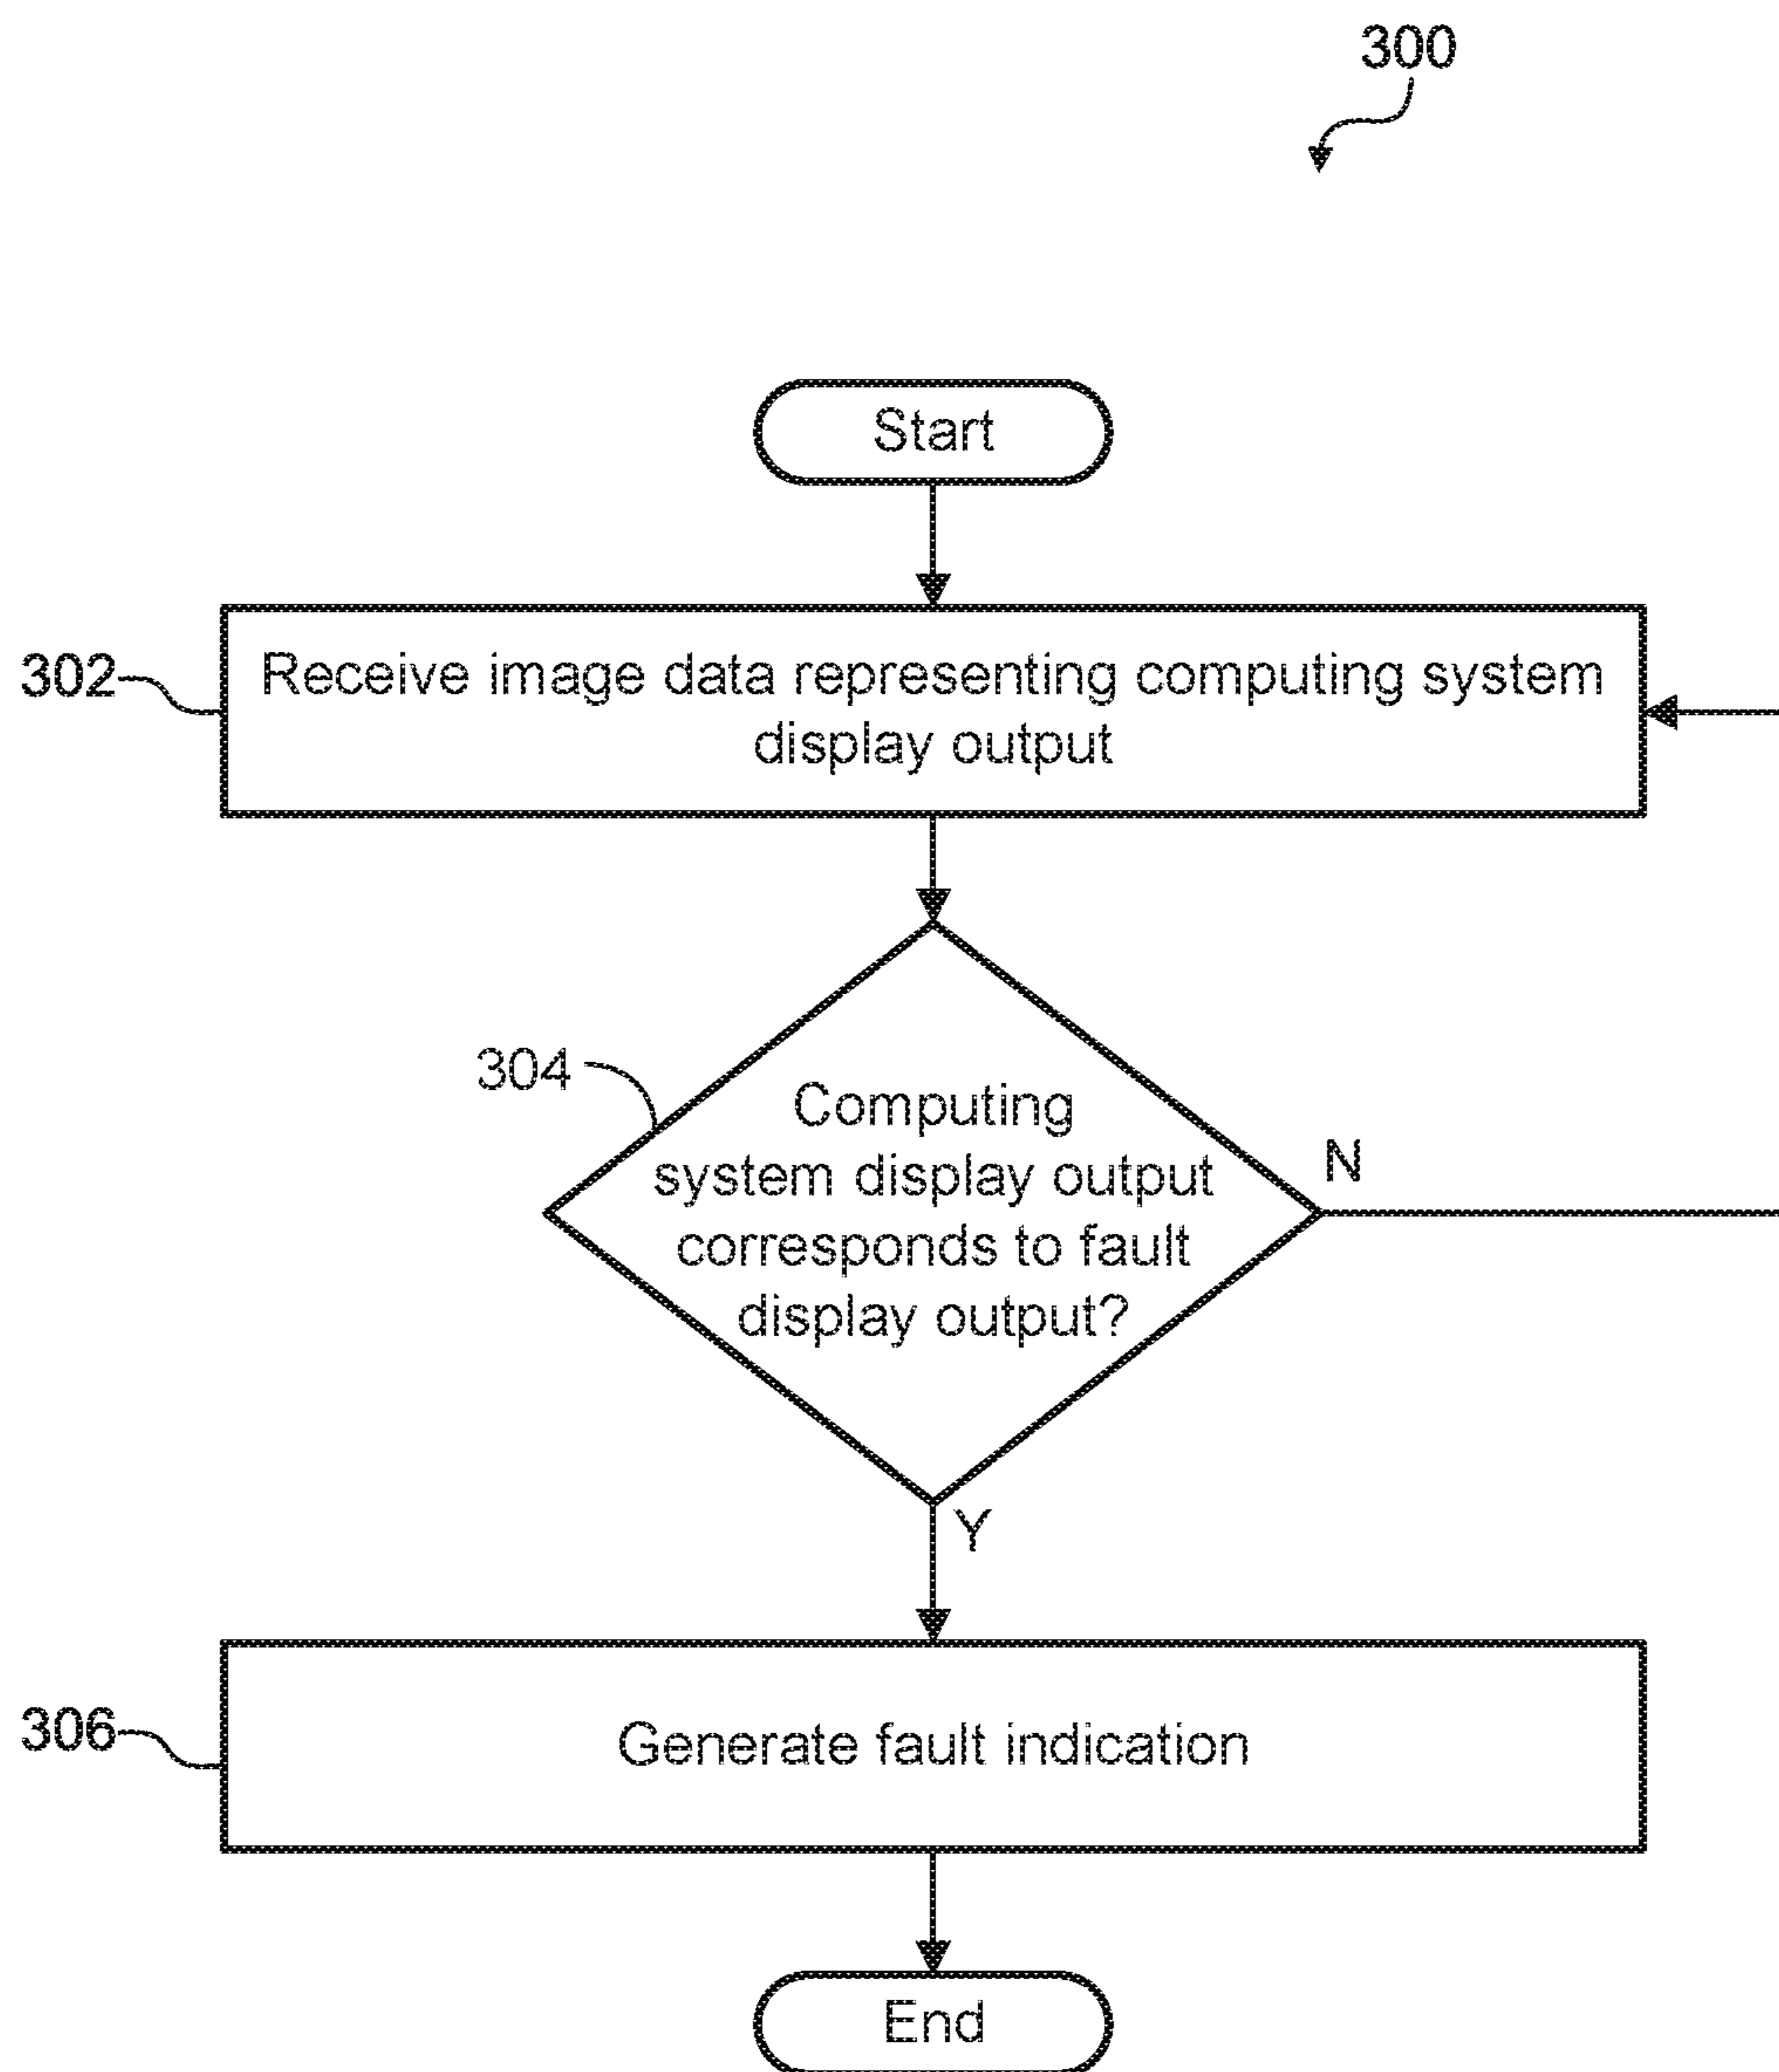 300
Start
302
Receive image data representing computing system
display output
304
Computing
system display output
corresponds to fault
display output?
N
Y
306
Generate fault indication
End